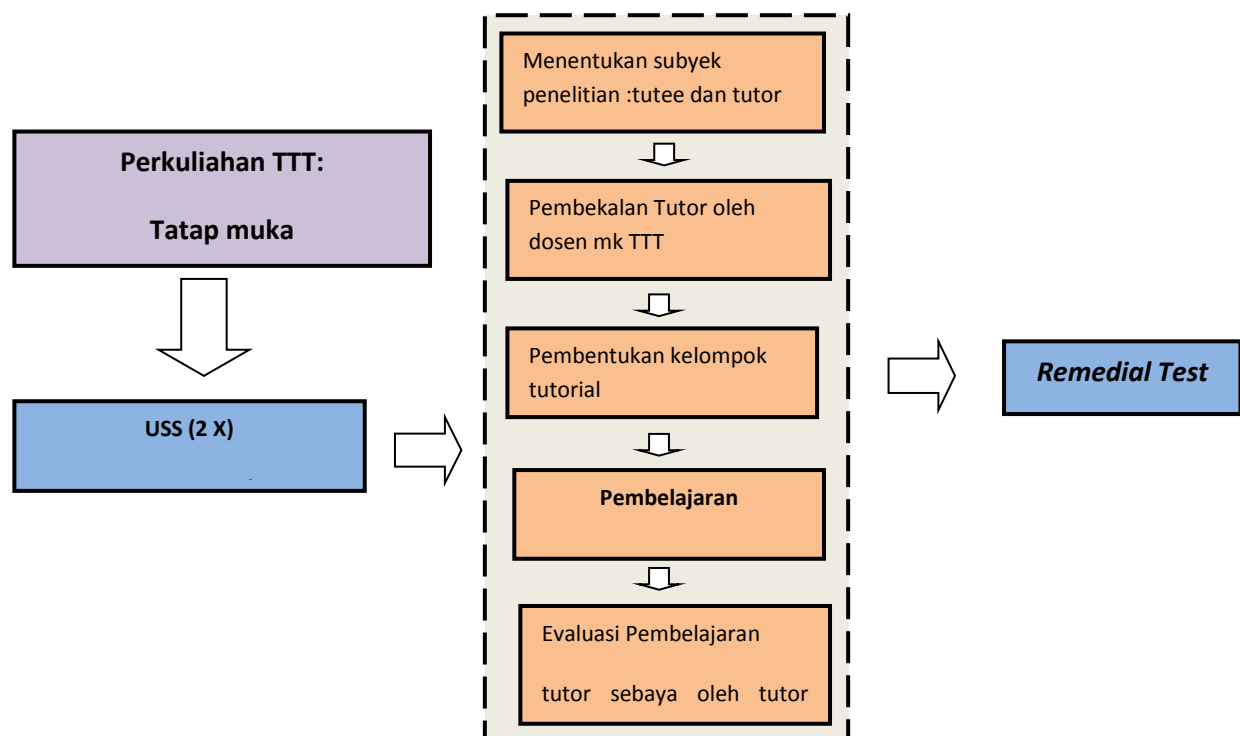 Perkuliahan TTT:
Tatap muka
USS (2 X)
Menentukan subyek
penelitian :tutee dan tutor
Pembekalan Tutor oleh
dosen mk TTT
Pembentukan kelompok
tutorial
Pembelajaran
Evaluasi Pembelajaran
tutor sebaya oleh tutor
Remedial Test